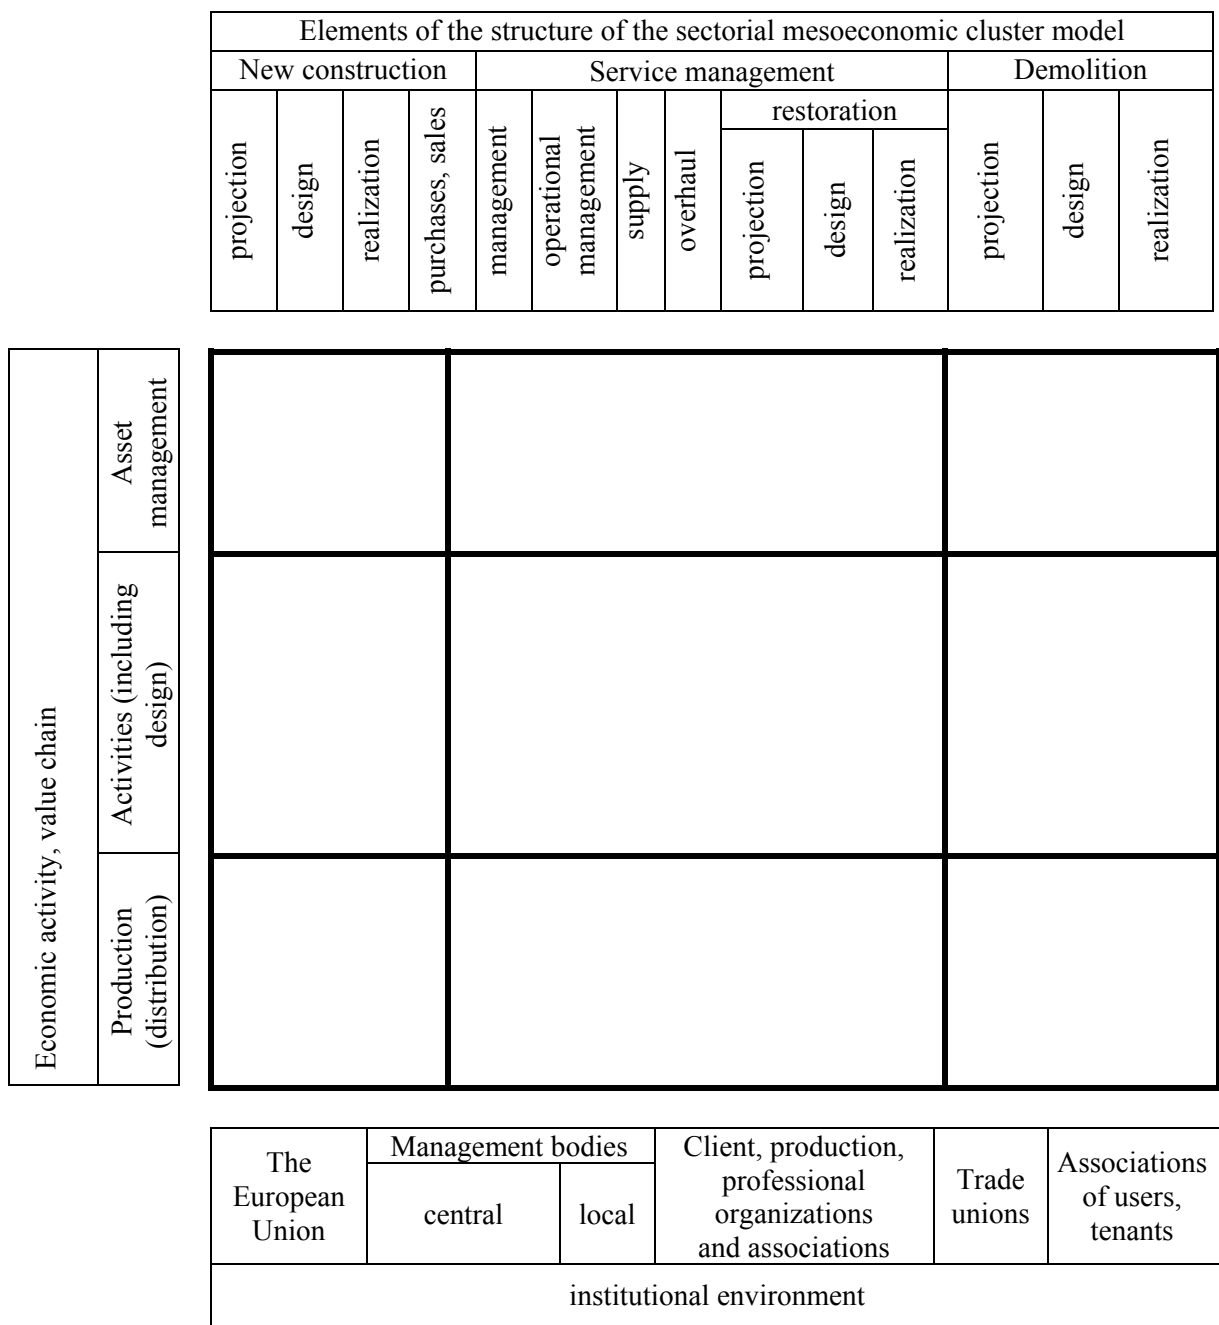 Elements of the structure of the sectorial mesoeconomic cluster model
New construction
Service management
Demolition
projection
design
realization
purchases, sales
management
operational
management
supply
overhaul
restoration
projection
design
realization
projection
design
realization
Economic activity, value chain
Asset
management
Activities (including
design)
Production
(distribution)
The
European
Union
Management bodies
central
local
Client, production,
professional
organizations
and associations
Trade
unions
Associations
of users,
tenants
institutional environment